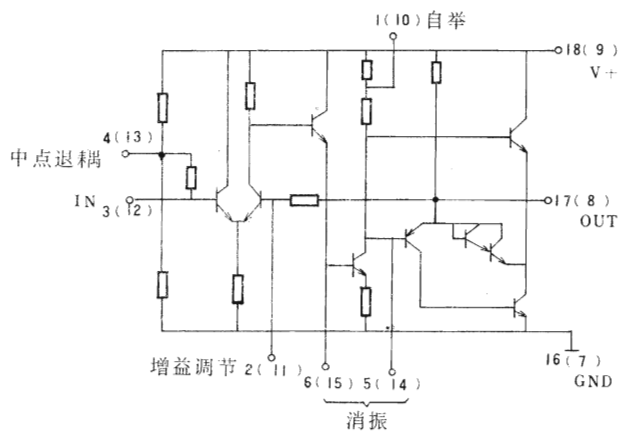 1(10) 自举
18(9)
V+
4(13)
中点退耦
IN
3(12)
17(8)
OUT
增益调节 2(11)
6(15) 5(14)
16(7)
GND
消振